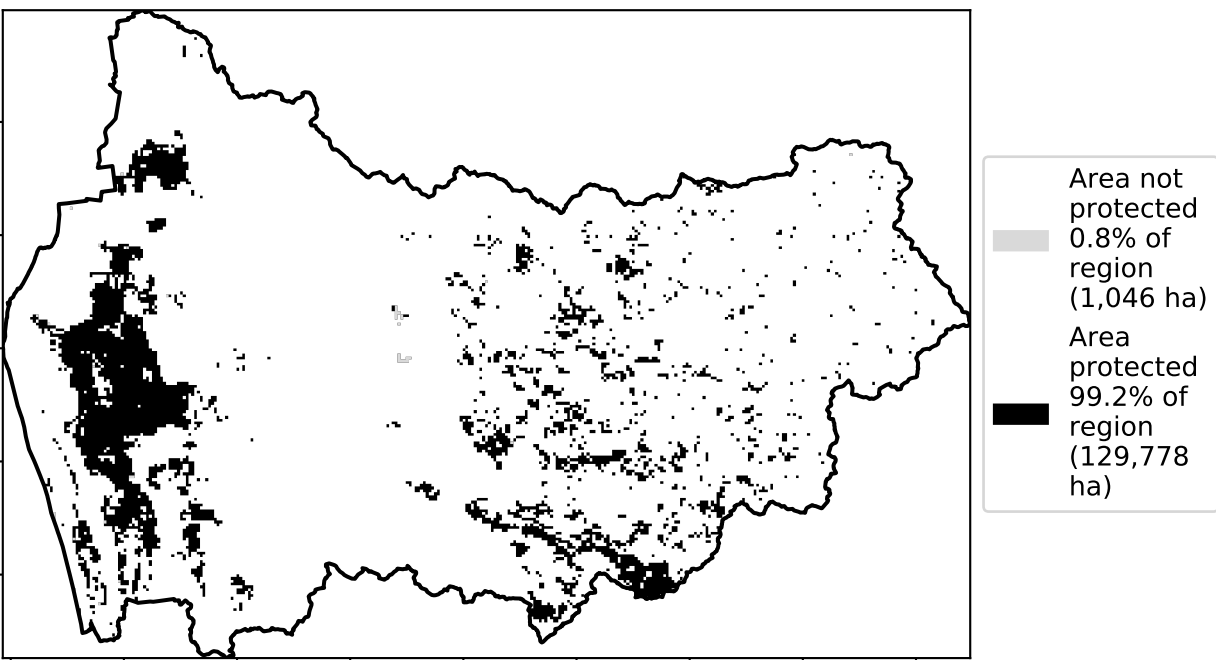 Area not
protected
0.8% of
region
(1,046 ha)
Area
protected
99.2% of
region
(129,778
ha)